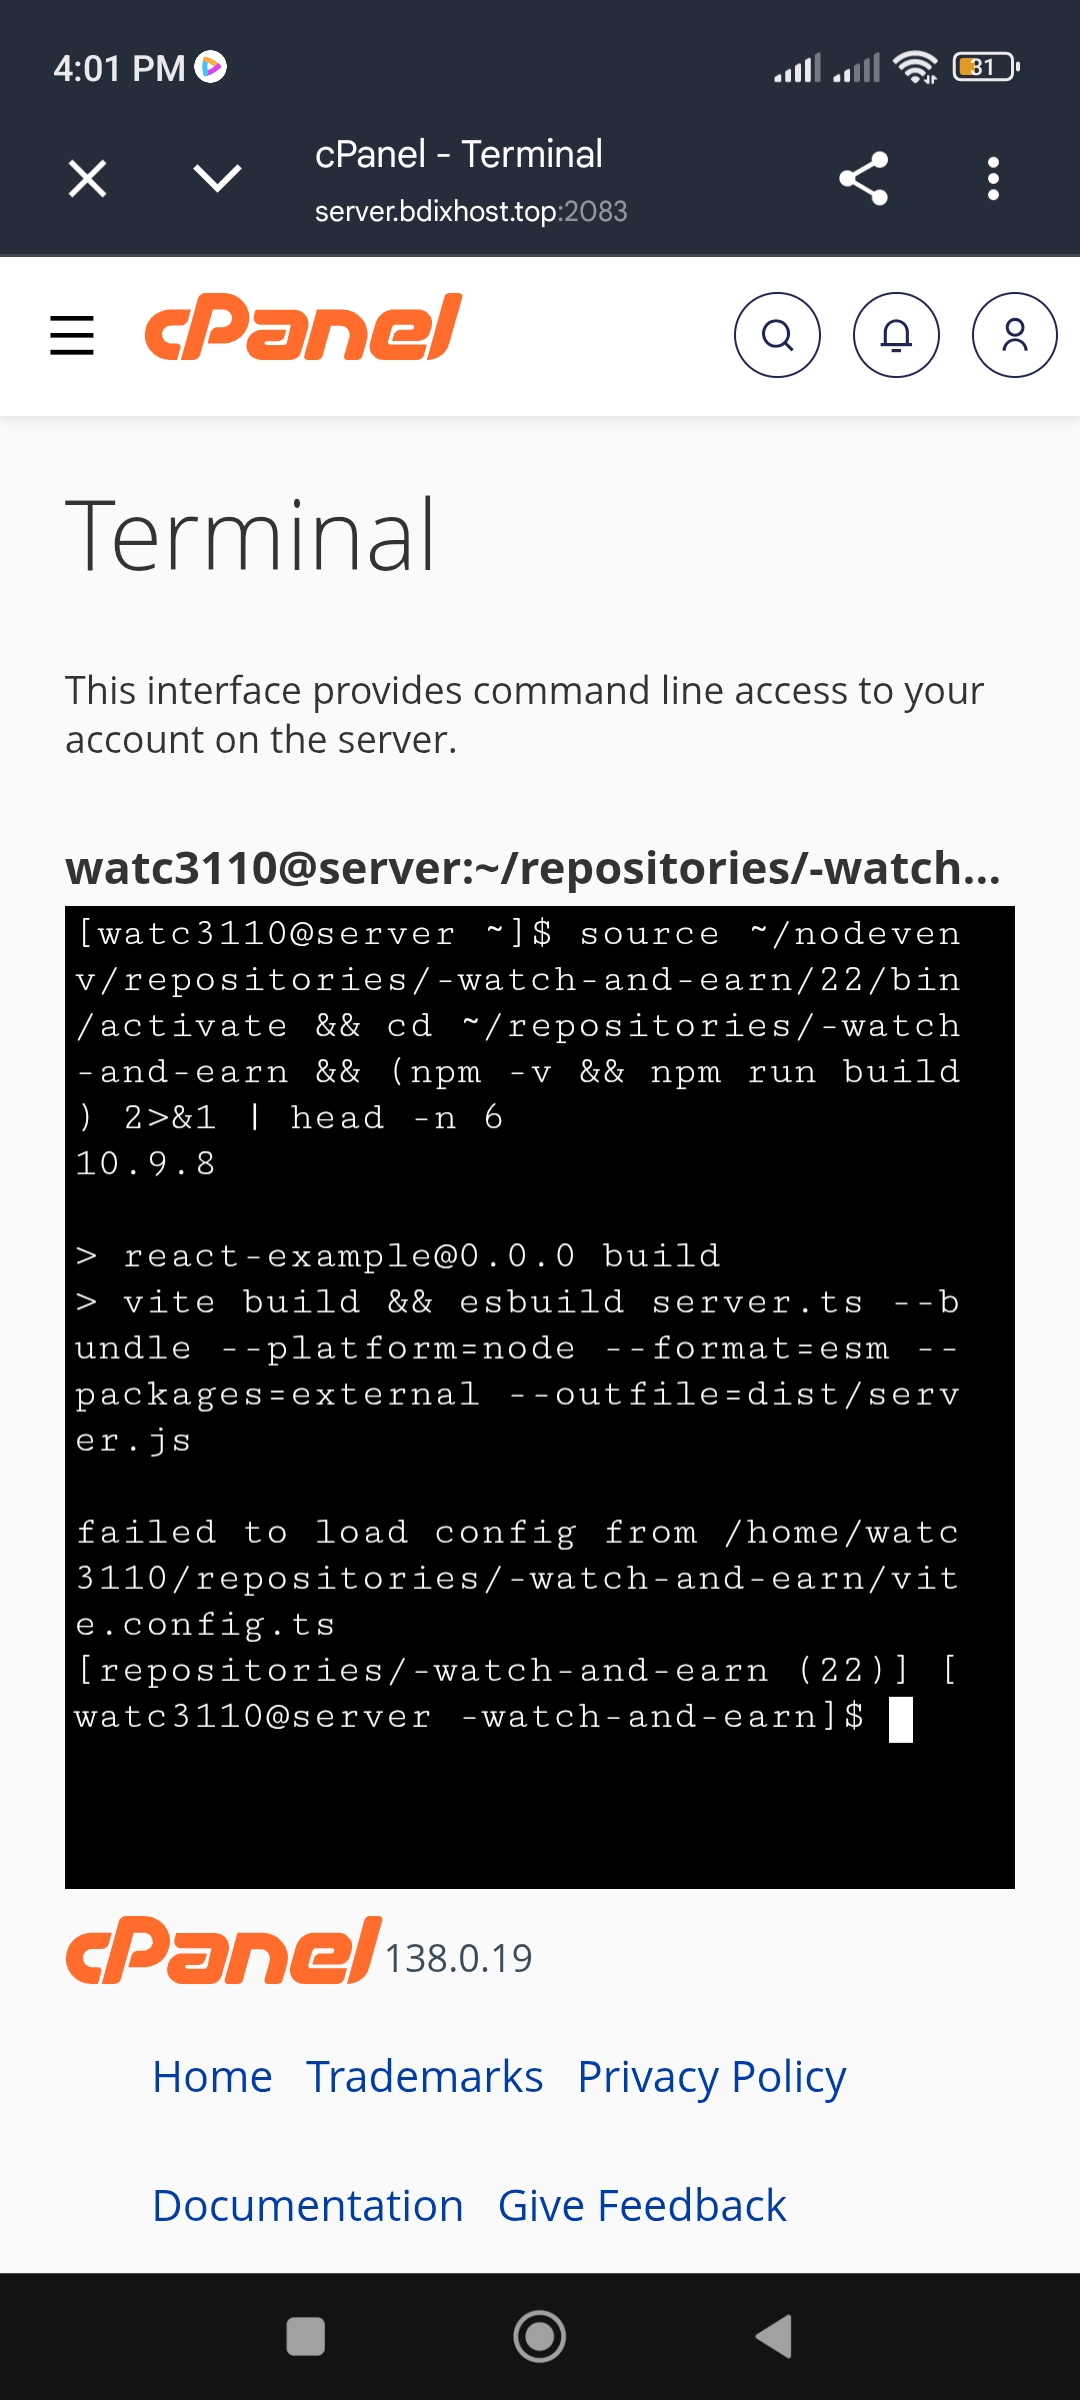 4:01 PM
31
cPanel - Terminal
server.bdixhost.top:2083
cPanel
Terminal
This interface provides command line access to your
account on the server.
watc3110@server:~/repositories/-watch...
[watc3110@server ~]$ source ~/nodeven
v/repositories/-watch-and-earn/22/bin
/activate && cd ~/repositories/-watch
-and-earn && (npm -v && npm run build
) 2>&1 | head -n 6
10.9.8
> react-example@0.0.0 build
> vite build && esbuild server.ts --b
undle --platform=node --format=esm --
packages=external --outfile=dist/serv
er.js
failed to load config from /home/watc
3110/repositories/-watch-and-earn/vit
e.config.ts
[repositories/-watch-and-earn (22)] [
watc3110@server -watch-and-earn]$
cPanel 138.0.19
Home Trademarks Privacy Policy
Documentation Give Feedback